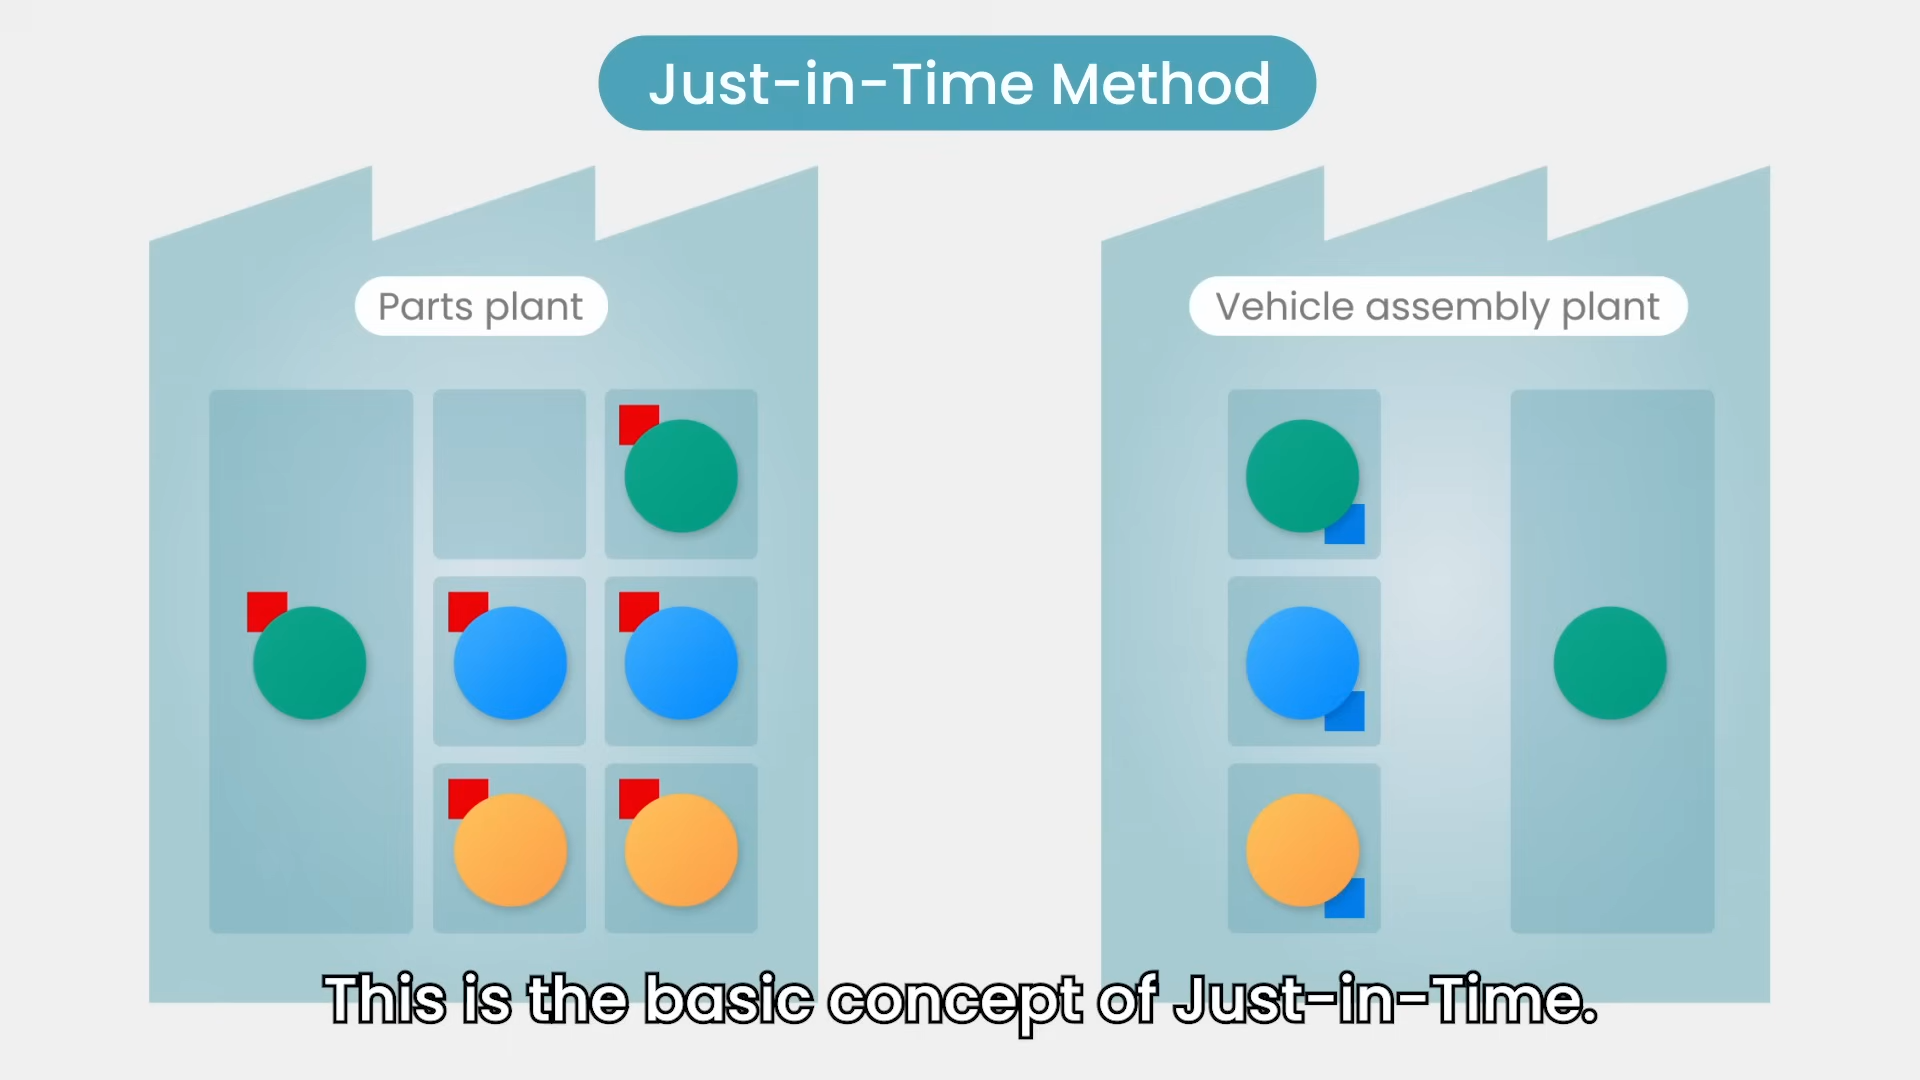 Just-in-Time Method
Parts plant
Vehicle assembly plant
This is the basic concept of Just-in-Time.